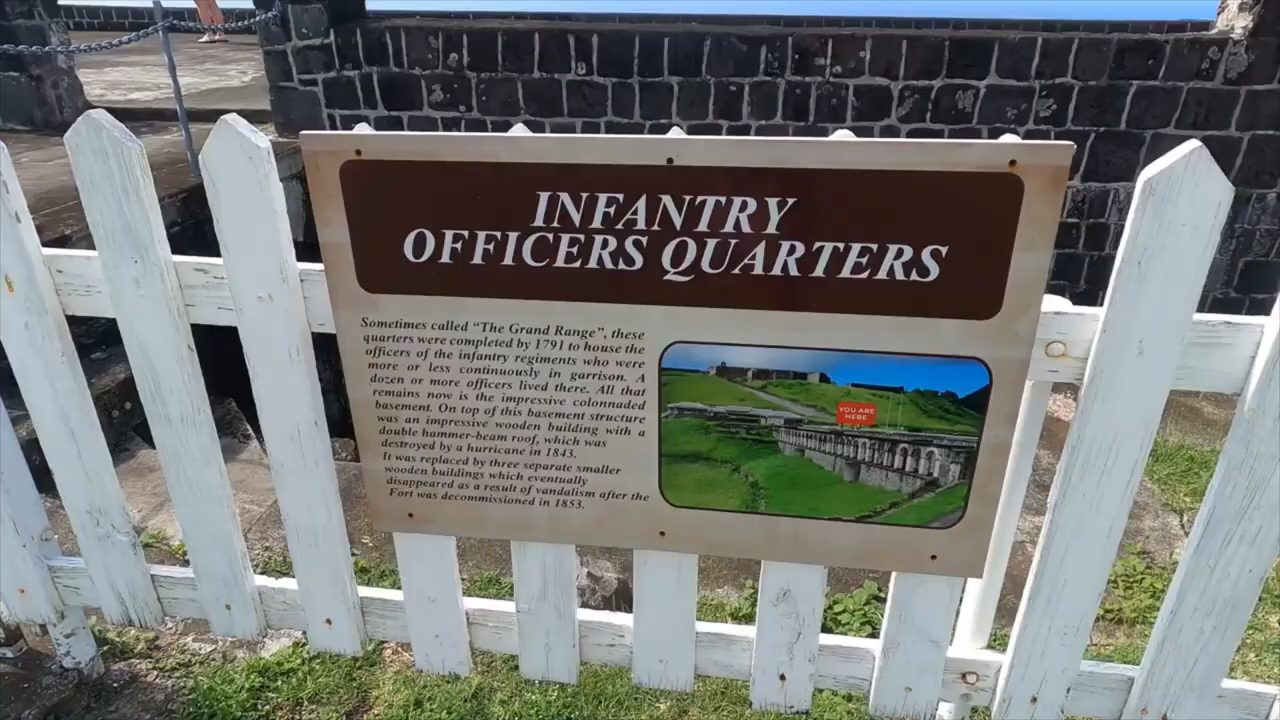 INFANTRY
OFFICERS QUARTERS
Sometimes called "The Grand Range", these
quarters were completed by 1791 to house the
officers of the infantry regiments who were
more or less continuously in garrison. A
dozen or more officers lived there. All that
remains now is the impressive colonnaded
basement. On top of this basement structure
was an impressive wooden building with a
double hammer-beam roof, which was
destroyed by a hurricane in 1843.
It was replaced by three separate smaller
wooden buildings which eventually
disappeared as a result of vandalism after the
Fort was decommissioned in 1853.
YOU ARE
HERE